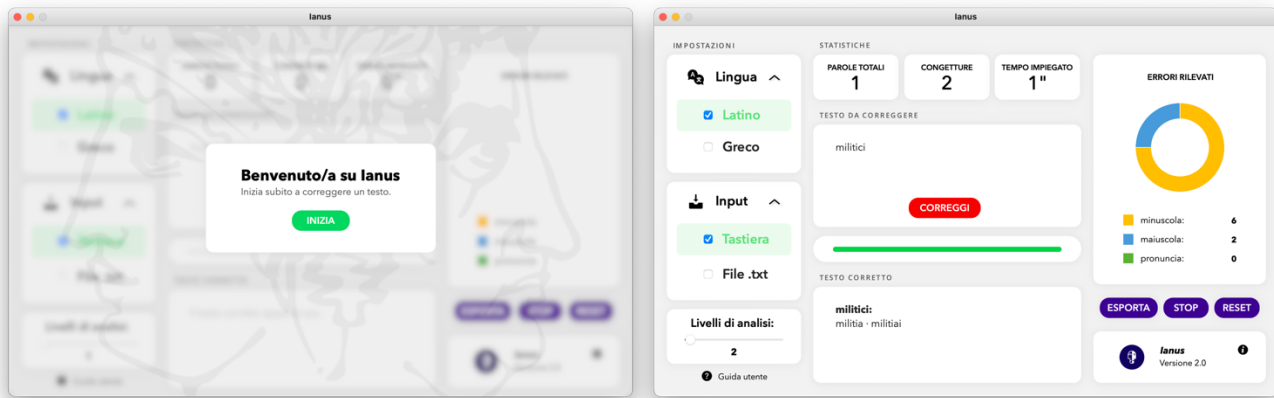 Ianus
Benvenuto/a su Ianus
Inizia subito a correggere un testo.
INIZIA
Ianus
IMPOSTAZIONI
Lingua
Latino
Greco
Input
Tastiera
File .txt
Livelli di analisi:
2
Guida utente
STATISTICHE
PAROLE TOTALI
1
CONGETTURE
2
TEMPO IMPIEGATO
1"
TESTO DA CORREGGERE
militici
CORREGGI
TESTO CORRETTO
militici:
militia · militiai
ERRORI RILEVATI
minuscola: 6
maiuscola: 2
pronuncia: 0
ESPORTA STOP RESET
Ianus
Versione 2.0